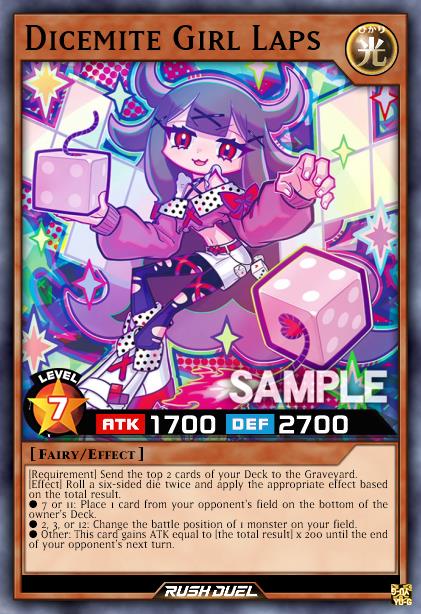 Dicemite Girl Laps
ひかり
光
SAMPLE
LEVEL
7
ATK 1700 DEF 2700
[Fairy/Effect]
[Requirement] Send the top 2 cards of your Deck to the Graveyard.
[Effect] Roll a six-sided die twice and apply the appropriate effect based
on the total result.
● 7 or 11: Place 1 card from your opponent's field on the bottom of the
owner's Deck.
● 2, 3, or 12: Change the battle position of 1 monster on your field.
● Other: This card gains ATK equal to [the total result] x 200 until the end
of your opponent's next turn.
RUSH DUEL